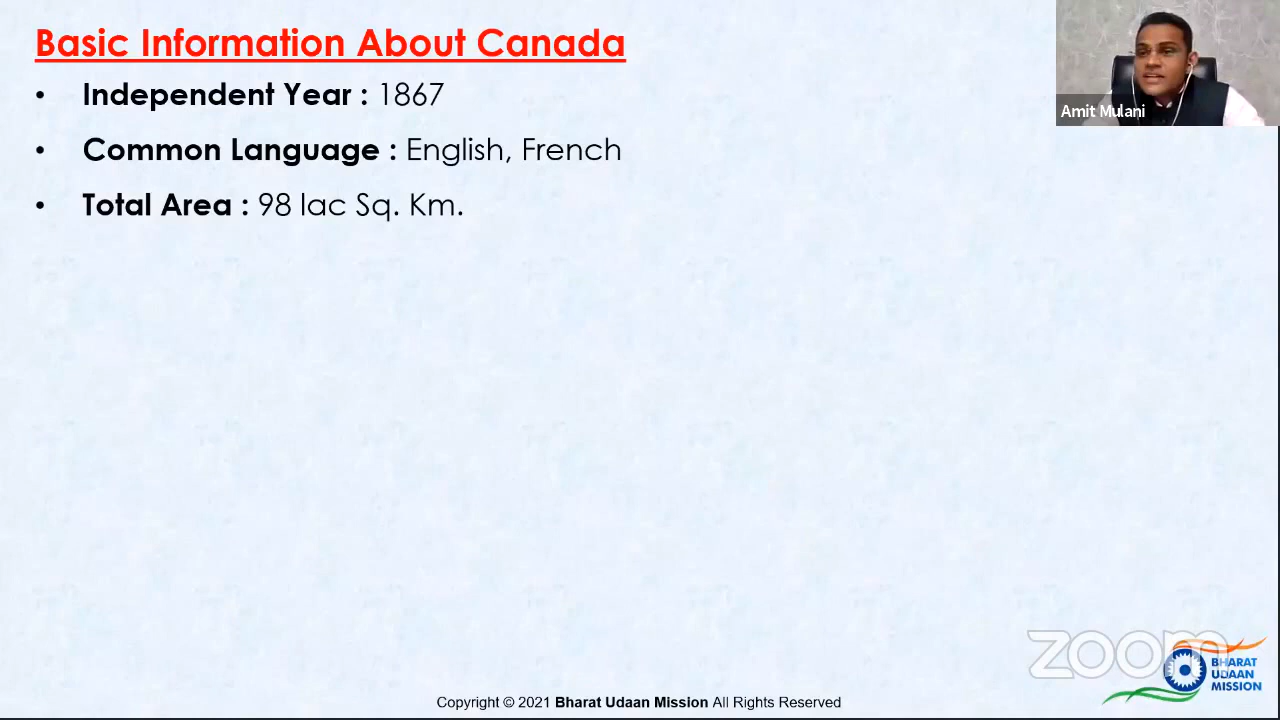 Basic Information About Canada
• Independent Year : 1867
• Common Language : English, French
• Total Area : 98 lac Sq. Km.
Amit Mulani
zoom
BHARAT
UDAAN
MISSION
Copyright © 2021 Bharat Udaan Mission All Rights Reserved